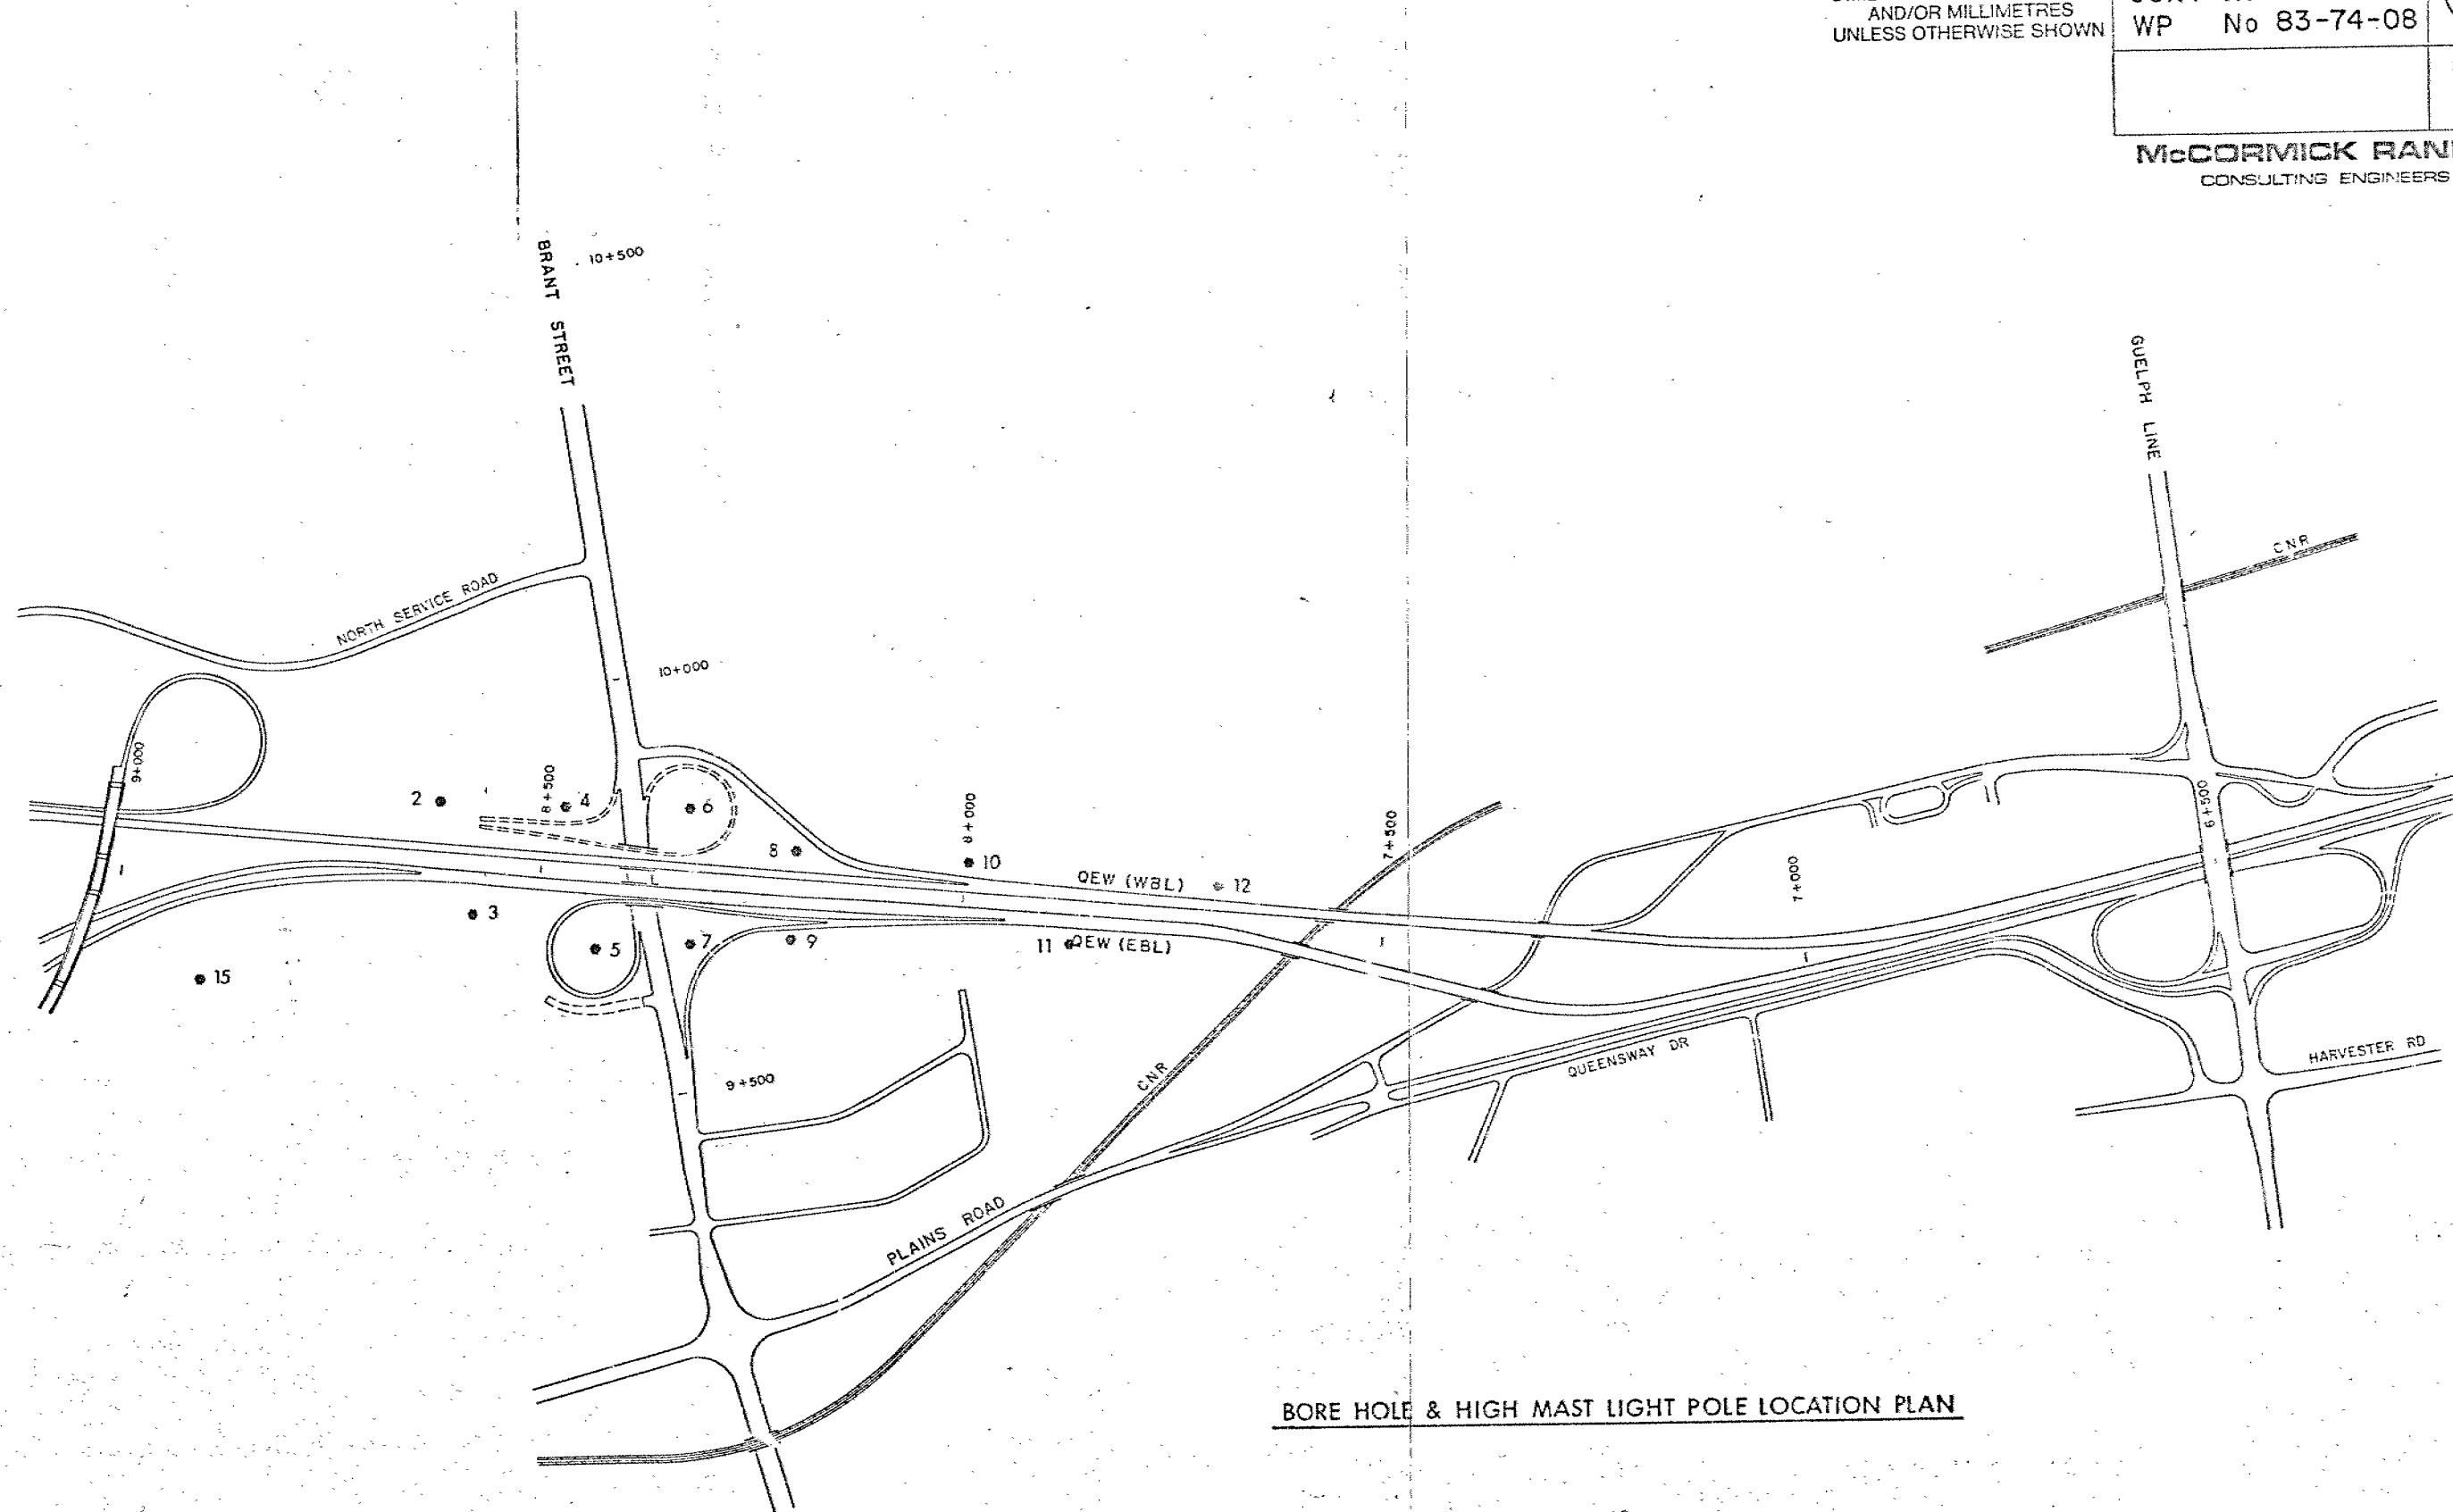 AND/OR MILLIMETRES
UNLESS OTHERWISE SHOWN
WP No 83-74-08
McCORMICK
CONSULTING ENGINEERS
BRANT STREET
10+500
GUELPH LINE
CNR
NORTH SERVICE ROAD
10+000
9+000
2
8+500
4
6
8
8+000
10
QEW (WBL)
12
7+500
7+000
6+500
3
5
7
9
11
QEW (EBL)
15
9+500
CNR
QUEENSWAY DR
HARVESTER RD
PLAINS ROAD
BORE HOLE & HIGH MAST LIGHT POLE LOCATION PLAN